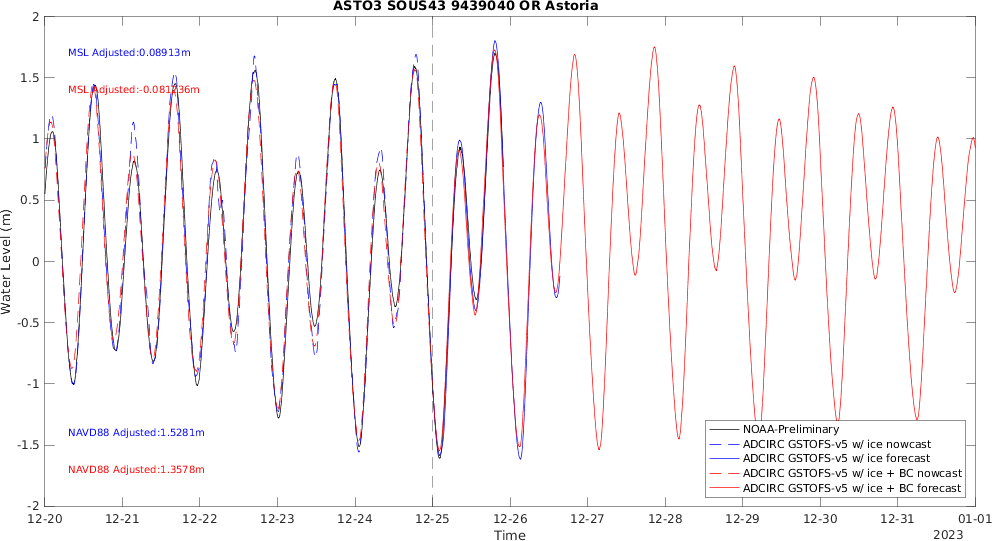 ASTO3 SOUS43 9439040 OR Astoria
MSL Adjusted:0.08913m
MSL Adjusted:-0.081236m
NAVD88 Adjusted:1.5281m
NAVD88 Adjusted:1.3578m
Water Level (m)
2
1.5
1
0.5
0
-0.5
-1
-1.5
-2
NOAA-Preliminary
ADCIRC GSTOFS-v5 w/ ice nowcast
ADCIRC GSTOFS-v5 w/ ice forecast
ADCIRC GSTOFS-v5 w/ ice + BC nowcast
ADCIRC GSTOFS-v5 w/ ice + BC forecast
12-20 12-21 12-22 12-23 12-24 12-25 12-26 12-27 12-28 12-29 12-30 12-31 01-01
Time
2023